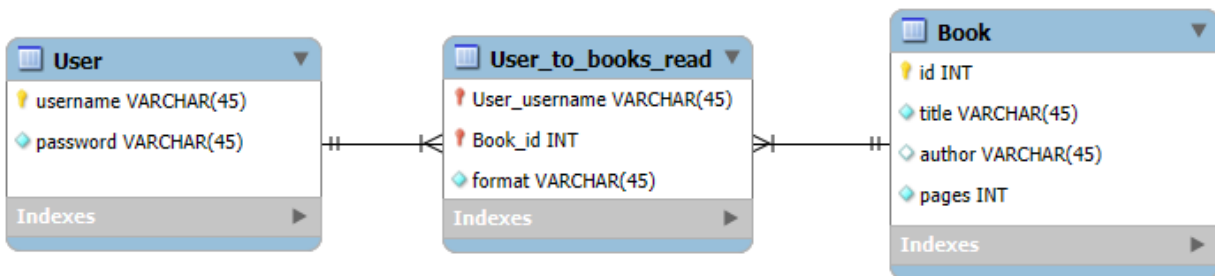 User
username VARCHAR(45)
password VARCHAR(45)
Indexes
User_to_books_read
User_username VARCHAR(45)
Book_id INT
format VARCHAR(45)
Indexes
Book
id INT
title VARCHAR(45)
author VARCHAR(45)
pages INT
Indexes